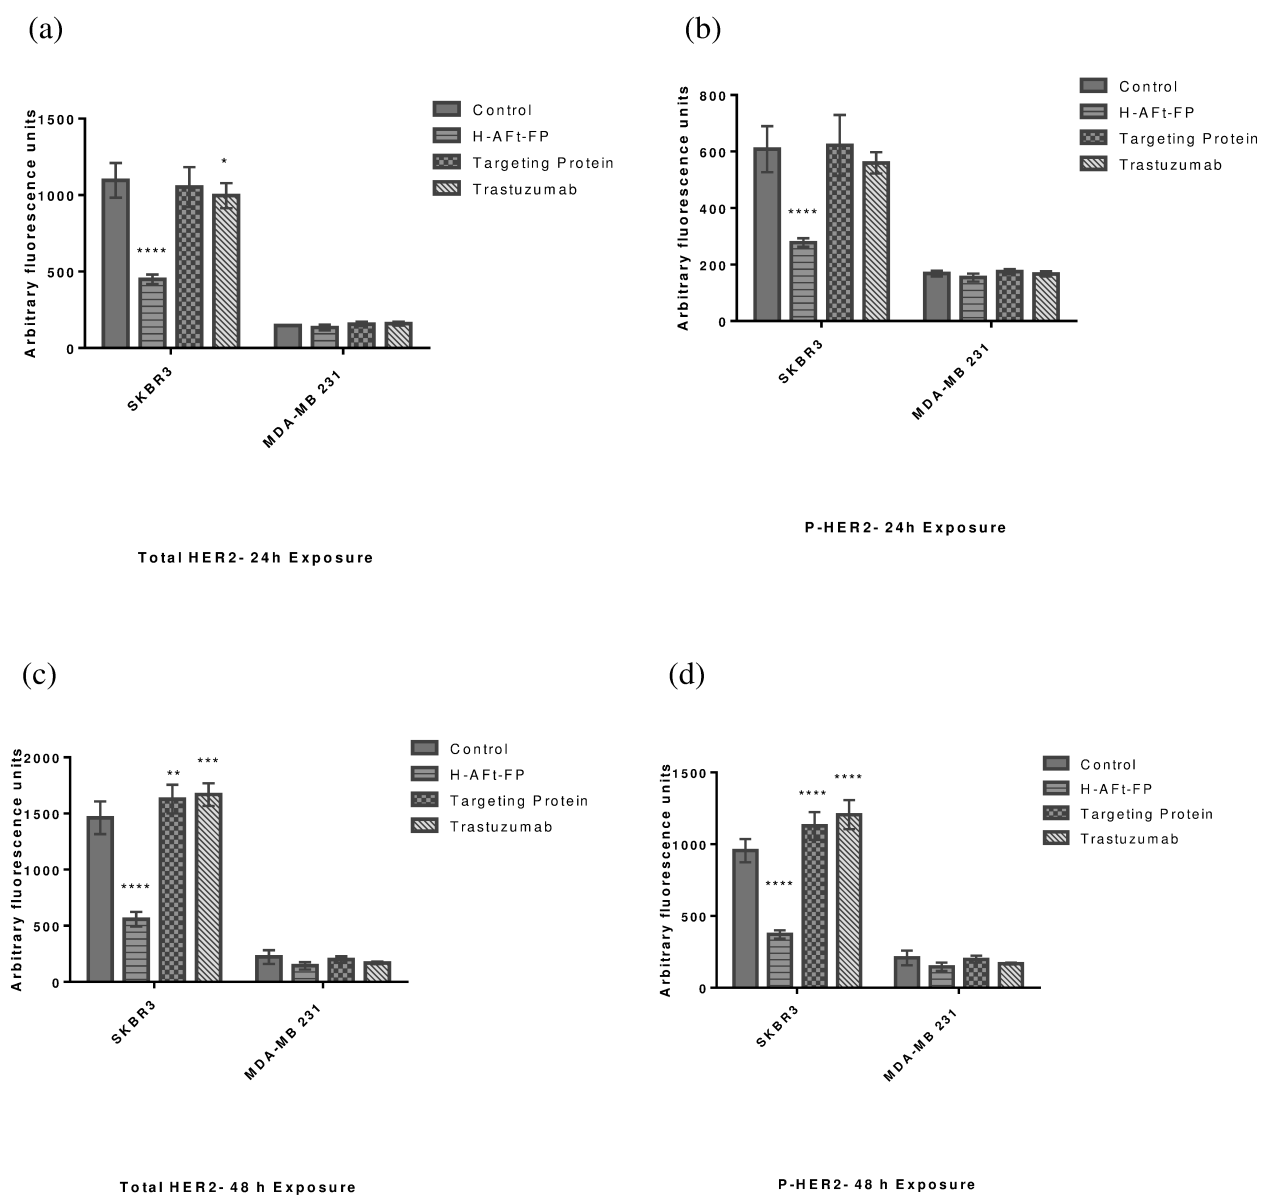 (a)
Arbitrary fluorescence units
1500
1000
500
0
****
*
SKBR3
MDA-MB 231
Control
H-AFt-FP
Targeting Protein
Trastuzumab
Total HER2- 24h Exposure
(b)
Arbitrary fluorescence units
800
600
400
200
0
****
SKBR3
MDA-MB 231
Control
H-AFt-FP
Targeting Protein
Trastuzumab
P-HER2- 24h Exposure
(c)
Arbitrary fluorescence units
2000
1500
1000
500
0
****
**
***
SKBR3
MDA-MB 231
Control
H-AFt-FP
Targeting Protein
Trastuzumab
Total HER2- 48 h Exposure
(d)
Arbitrary fluorescence units
1500
1000
500
0
****
****
****
SKBR3
MDA-MB 231
Control
H-AFt-FP
Targeting Protein
Trastuzumab
P-HER2- 48 h Exposure